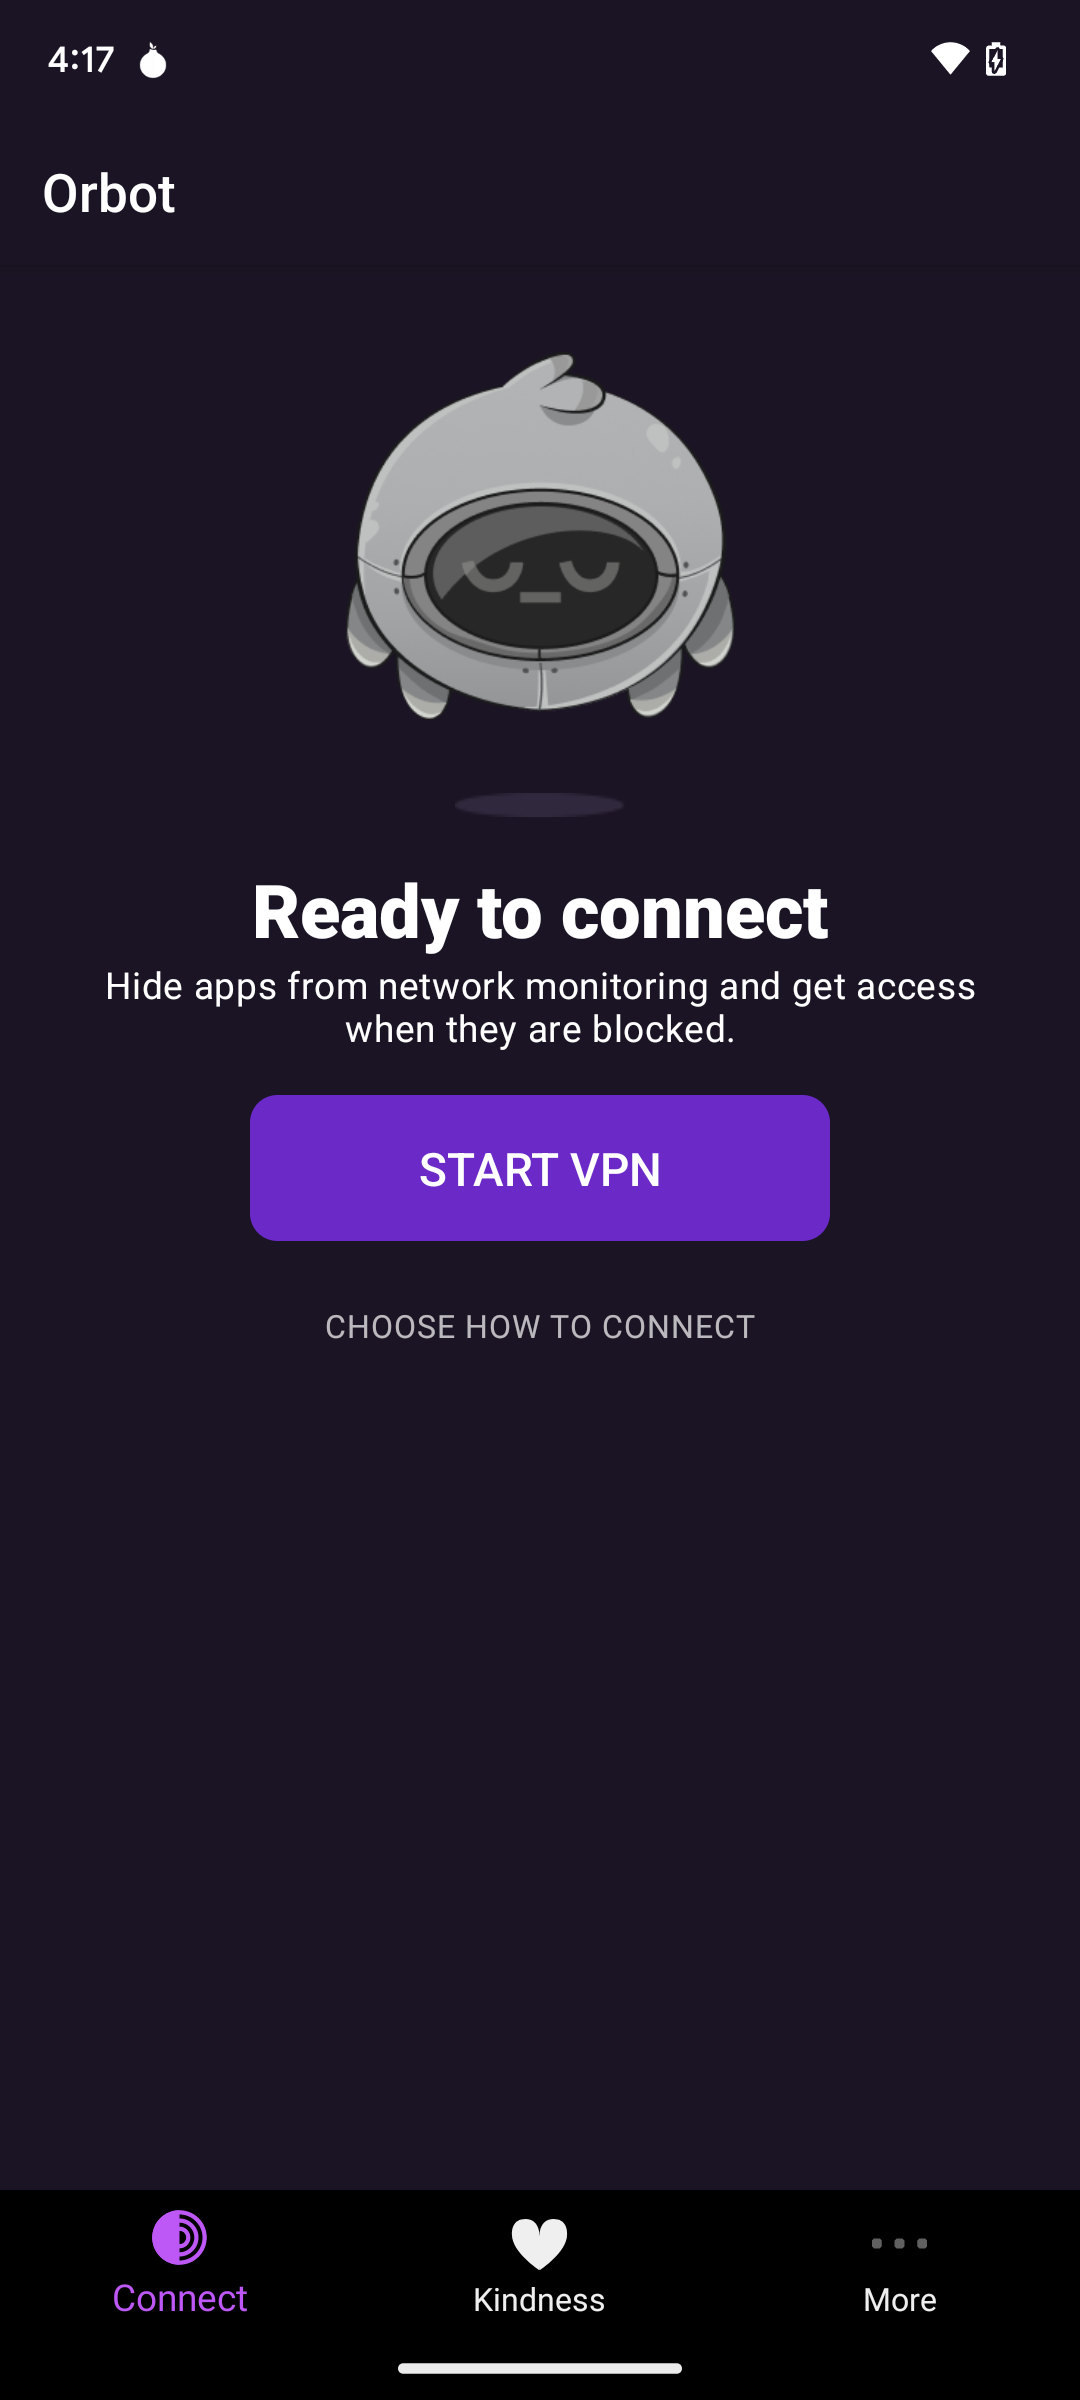 4:17
Orbot
Ready to connect
Hide apps from network monitoring and get access
when they are blocked.
START VPN
CHOOSE HOW TO CONNECT
Connect
Kindness
More